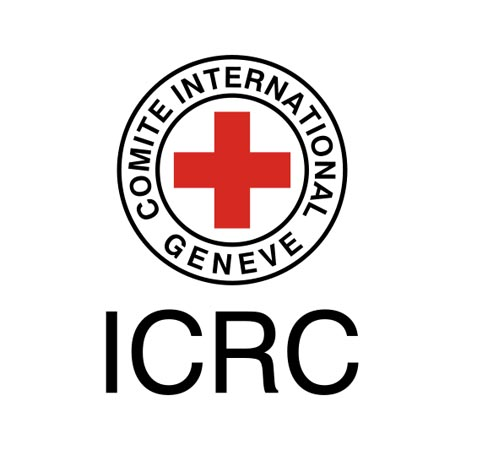 COMITE INTERNATIONAL
GENEVE
ICRC